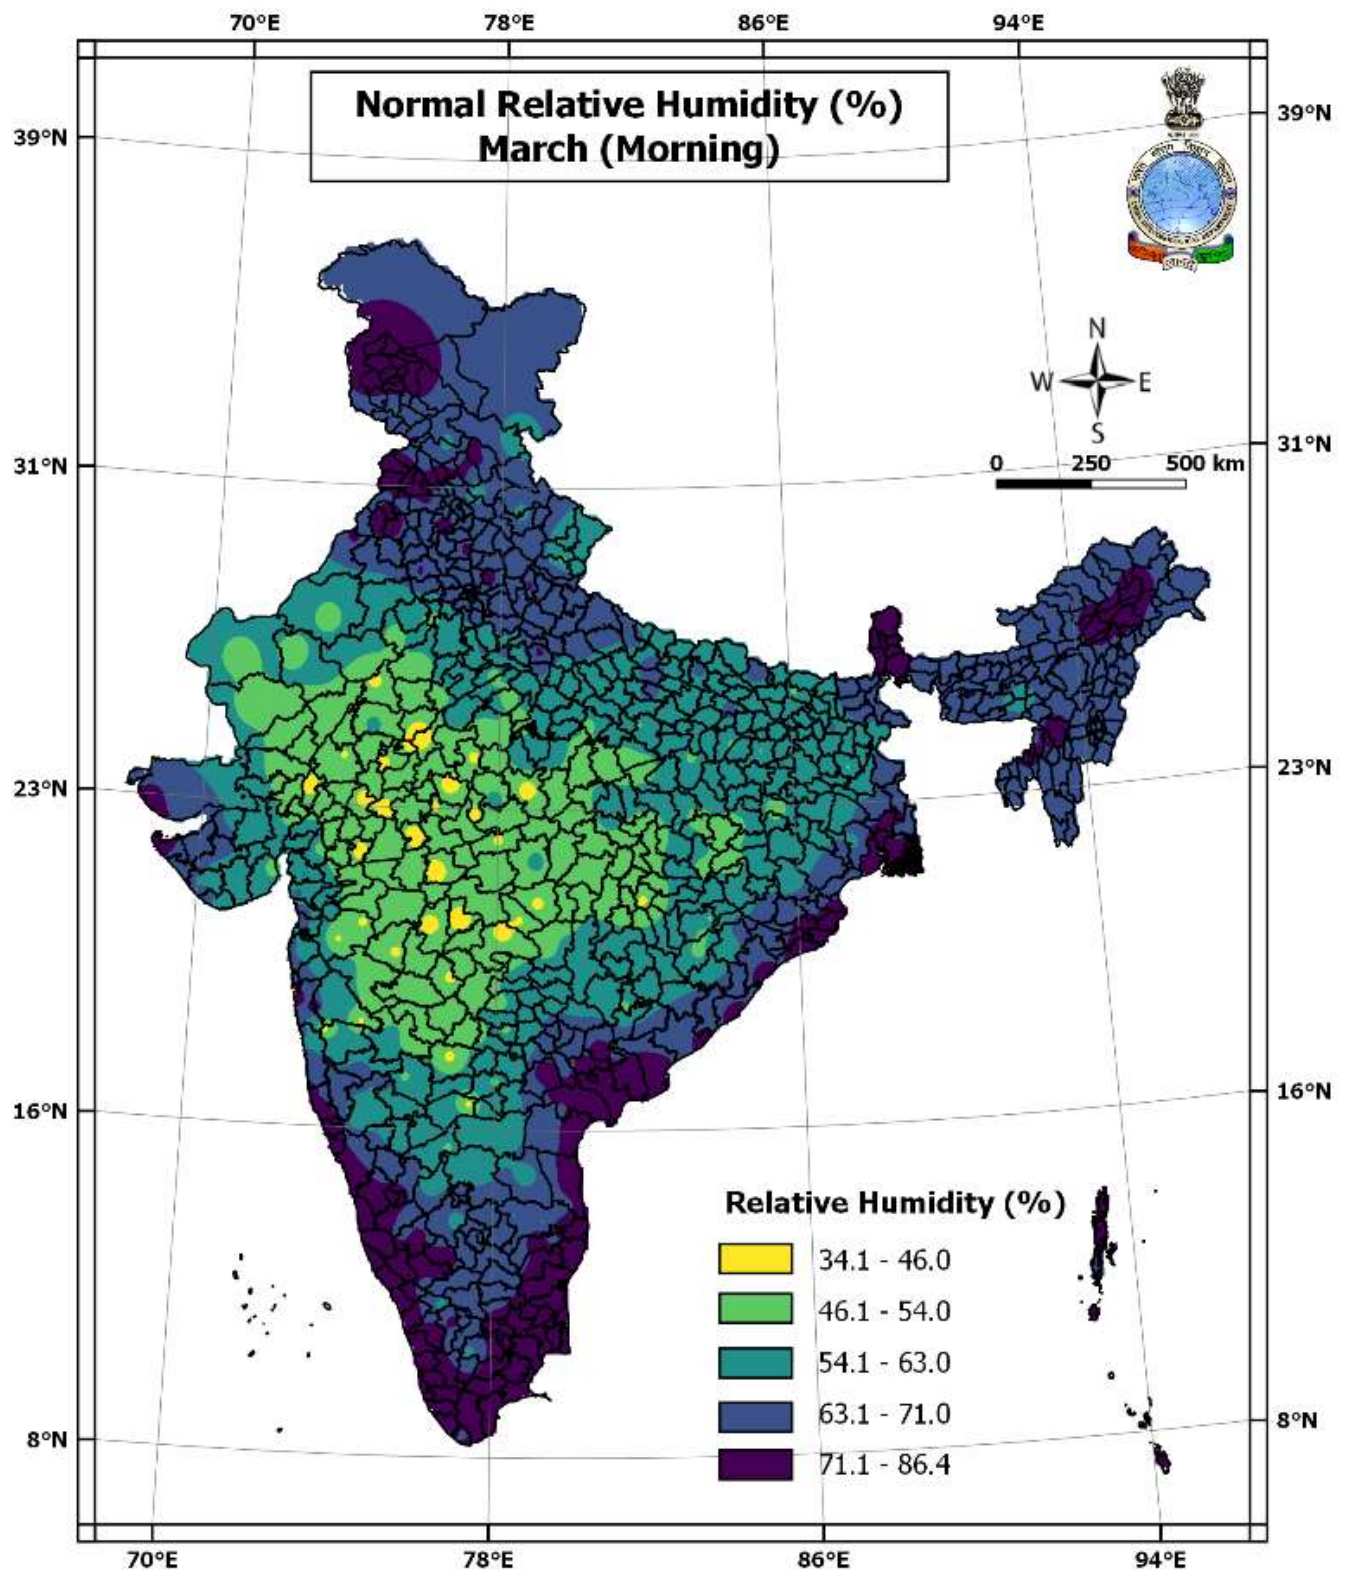 70°E 78°E 86°E 94°E
Normal Relative Humidity (%)
March (Morning)
39°N 39°N
N
W E
S
31°N 31°N
0 250 500 km
23°N 23°N
16°N 16°N
Relative Humidity (%)
34.1 - 46.0
46.1 - 54.0
54.1 - 63.0
63.1 - 71.0
71.1 - 86.4
8°N 8°N
70°E 78°E 86°E 94°E